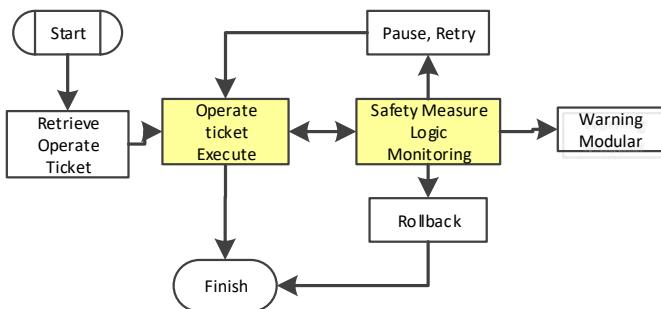 Start
Pause, Retry
Retrieve
Operate
Ticket
Operate
ticket
Execute
Safety Measure
Logic
Monitoring
Warning
Modular
Rollback
Finish